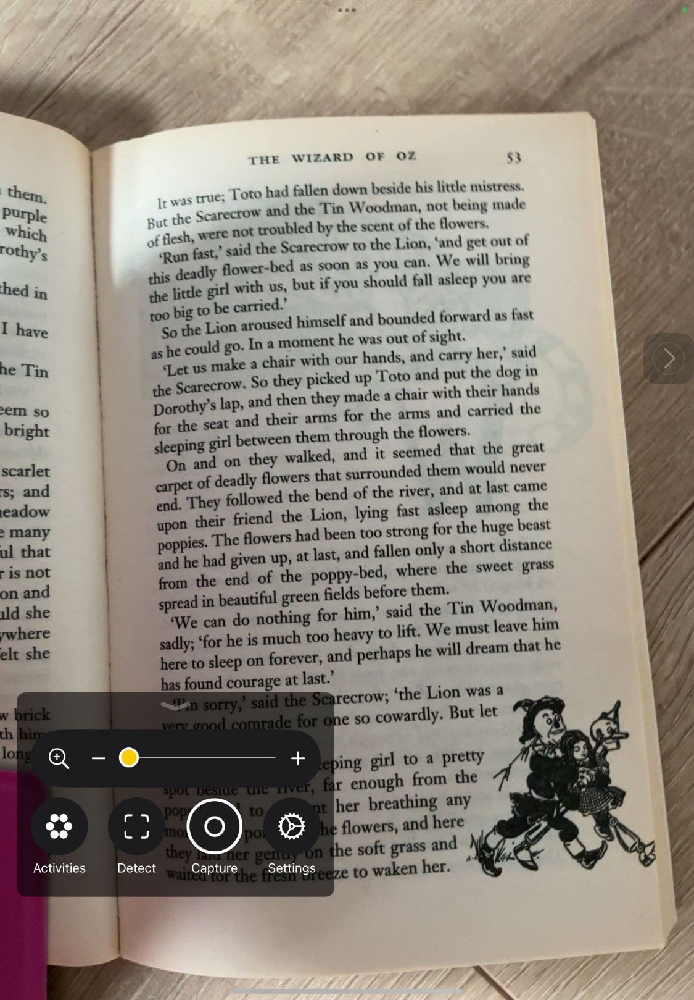 them.
purple
which
rothy's
hed in
I have
he Tin
eem so
bright
scarlet
rs; and
neadow
e many
ul that
r is not
on and
uld she
ywhere
elt she
w brick
th him
long
THE WIZARD OF OZ 53
It was true; Toto had fallen down beside his little mistress.
But the Scarecrow and the Tin Woodman, not being made
of flesh, were not troubled by the scent of the flowers.
‘Run fast,’ said the Scarecrow to the Lion, ‘and get out of
this deadly flower-bed as soon as you can. We will bring
the little girl with us, but if you should fall asleep you are
too big to be carried.’
So the Lion aroused himself and bounded forward as fast
as he could go. In a moment he was out of sight.
‘Let us make a chair with our hands, and carry her,’ said
the Scarecrow. So they picked up Toto and put the dog in
Dorothy’s lap, and then they made a chair with their hands
for the seat and their arms for the arms and carried the
sleeping girl between them through the flowers.
On and on they walked, and it seemed that the great
carpet of deadly flowers that surrounded them would never
end. They followed the bend of the river, and at last came
upon their friend the Lion, lying fast asleep among the
poppies. The flowers had been too strong for the huge beast
and he had given up, at last, and fallen only a short distance
from the end of the poppy-bed, where the sweet grass
spread in beautiful green fields before them.
‘We can do nothing for him,’ said the Tin Woodman,
sadly; ‘for he is much too heavy to lift. We must leave him
here to sleep on forever, and perhaps he will dream that he
has found courage at last.’
‘I’m sorry,’ said the Scarecrow; ‘the Lion was a
very good comrade for one so cowardly. But let
eeping girl to a pretty
spot beside the river, far enough from the
pop to nt her breathing any
mo poi he flowers, and here
they laid her gently on the soft grass and
waited for the fresh breeze to waken her.
Activities Detect Capture Settings